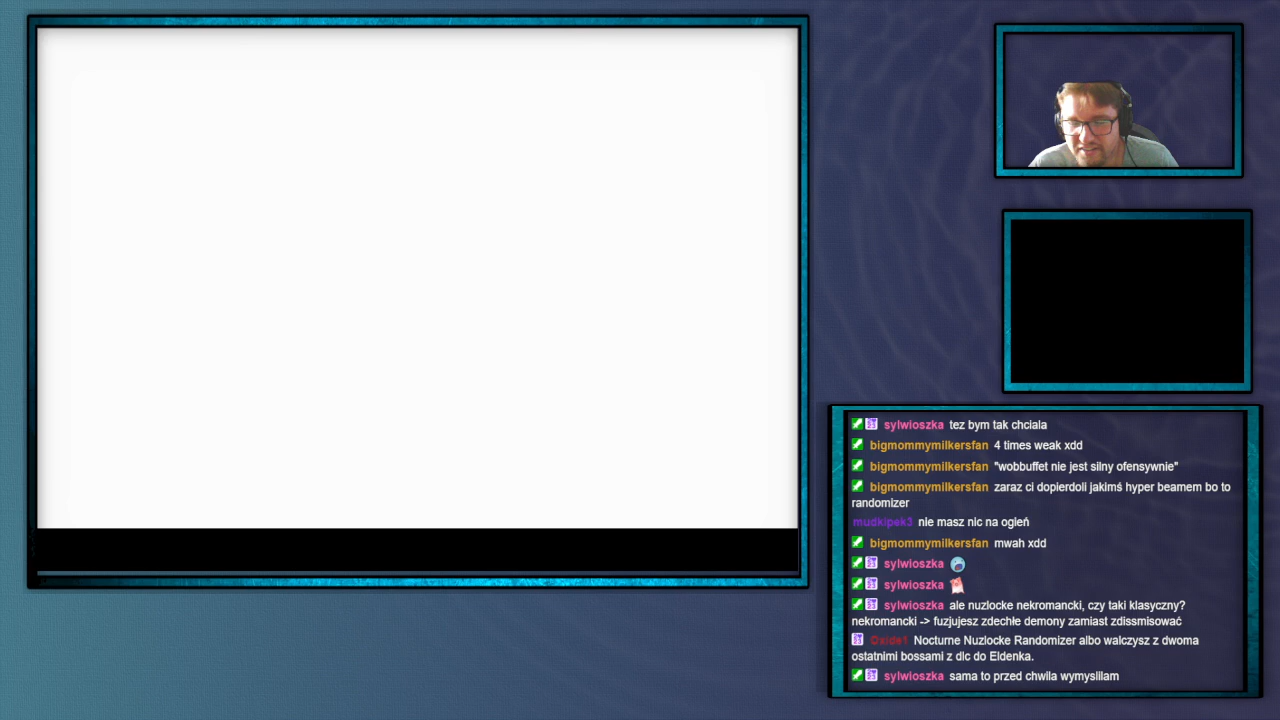 sylwioszka tez bym tak chciala
bigmommymilkersfan 4 times weak xdd
bigmommymilkersfan "wobbuffet nie jest silny ofensywnie"
bigmommymilkersfan zaraz ci dopierdoli jakimś hyper beamem bo to
randomizer
mudkipek3 nie masz nic na ogień
bigmommymilkersfan mwah xdd
sylwioszka
sylwioszka
sylwioszka ale nuzlocke nekromancki, czy taki klasyczny?
nekromancki -> fuzjujesz zdechłe demony zamiast zdissmisować
Oxide1 Nocturne Nuzlocke Randomizer albo walczysz z dwoma
ostatnimi bossami z dlc do Eldenka.
sylwioszka sama to przed chwila wymyslilam